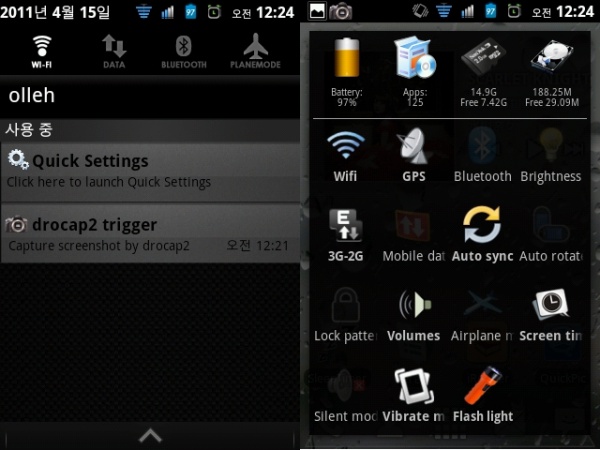 2011년 4월 15일 97 오전 12:24
WI-FI DATA BLUETOOTH PLANEMODE
olleh
사용 중
Quick Settings
Click here to launch Quick Settings
drocap2 trigger
Capture screenshot by drocap2 오전 12:21
97 오전 12:24
Battery: Apps: 14.9G 188.25M
97% 125 Free 7.42G Free 29.09M
Wifi GPS Bluetooth Brightness
3G-2G Mobile dat Auto sync Auto rotate
Lock patter Volumes Airplane m Screen tim
Silent mod Vibrate m Flash light